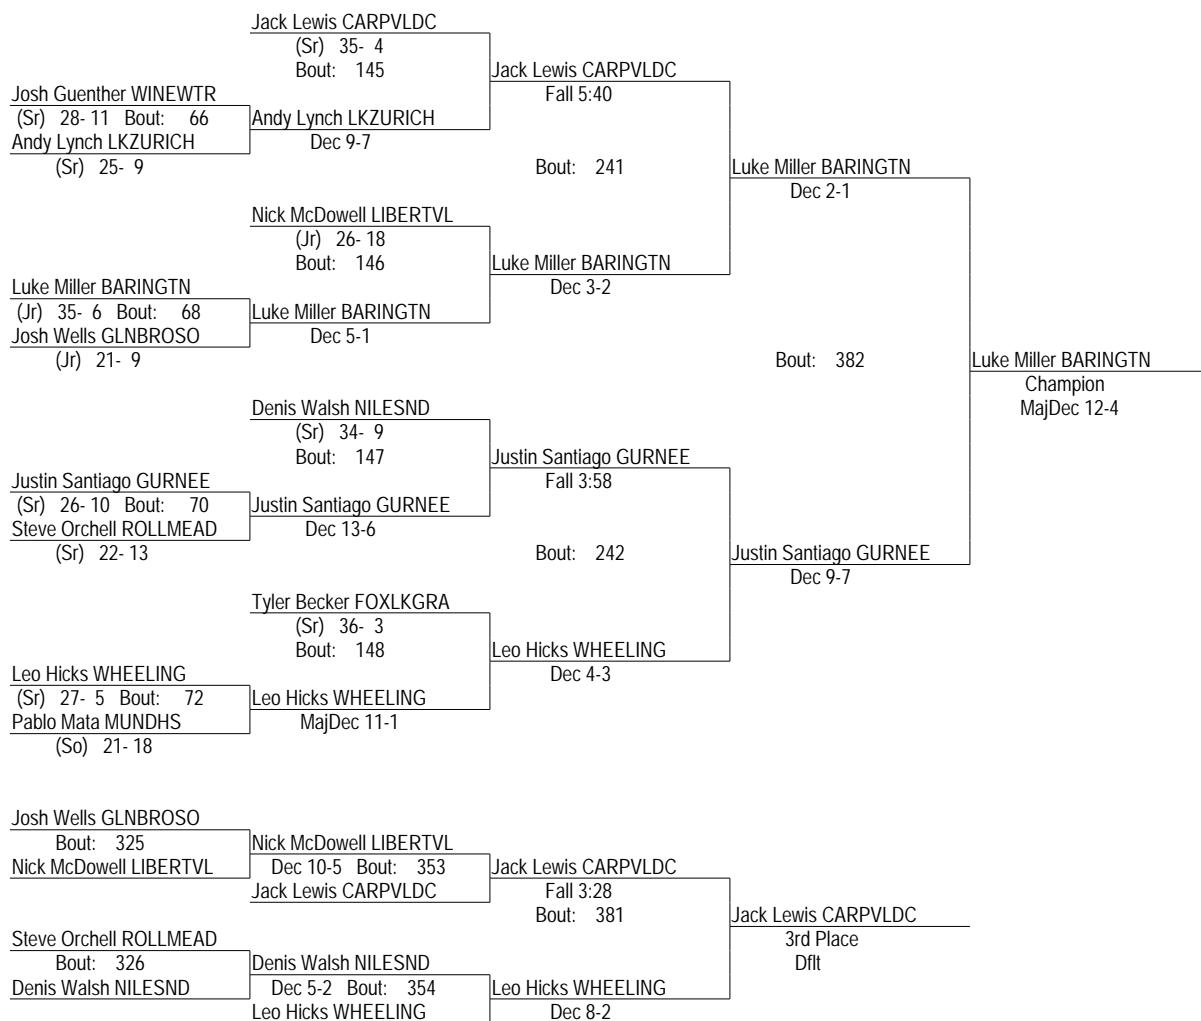 Jack Lewis CARPVLDC
(Sr) 35- 4
Bout: 145
Jack Lewis CARPVLDC
Fall 5:40
Josh Guenther WINEWTR
(Sr) 28- 11 Bout: 66
Andy Lynch LKZURICH
Andy Lynch LKZURICH
Dec 9-7
(Sr) 25- 9
Bout: 241
Luke Miller BARINGTN
Dec 2-1
Nick McDowell LIBERTVL
(Jr) 26- 18
Bout: 146
Luke Miller BARINGTN
Dec 3-2
Luke Miller BARINGTN
(Jr) 35- 6 Bout: 68
Luke Miller BARINGTN
Josh Wells GLNBROSO
Dec 5-1
(Jr) 21- 9
Bout: 382
Luke Miller BARINGTN
Champion
MajDec 12-4
Denis Walsh NILESND
(Sr) 34- 9
Bout: 147
Justin Santiago GURNEE
Fall 3:58
Justin Santiago GURNEE
(Sr) 26- 10 Bout: 70
Justin Santiago GURNEE
Steve Orchell ROLLMEAD
Dec 13-6
(Sr) 22- 13
Bout: 242
Justin Santiago GURNEE
Dec 9-7
Tyler Becker FOXLKGRA
(Sr) 36- 3
Bout: 148
Leo Hicks WHEELING
Dec 4-3
Leo Hicks WHEELING
(Sr) 27- 5 Bout: 72
Leo Hicks WHEELING
Pablo Mata MUNDHS
MajDec 11-1
(So) 21- 18
Josh Wells GLNBROSO
Bout: 325
Nick McDowell LIBERTVL
Nick McDowell LIBERTVL
Dec 10-5 Bout: 353
Jack Lewis CARPVLDC
Jack Lewis CARPVLDC
Fall 3:28
Bout: 381
Jack Lewis CARPVLDC
3rd Place
Dflt
Steve Orchell ROLLMEAD
Bout: 326
Denis Walsh NILESND
Denis Walsh NILESND
Dec 5-2 Bout: 354
Leo Hicks WHEELING
Leo Hicks WHEELING
Dec 8-2